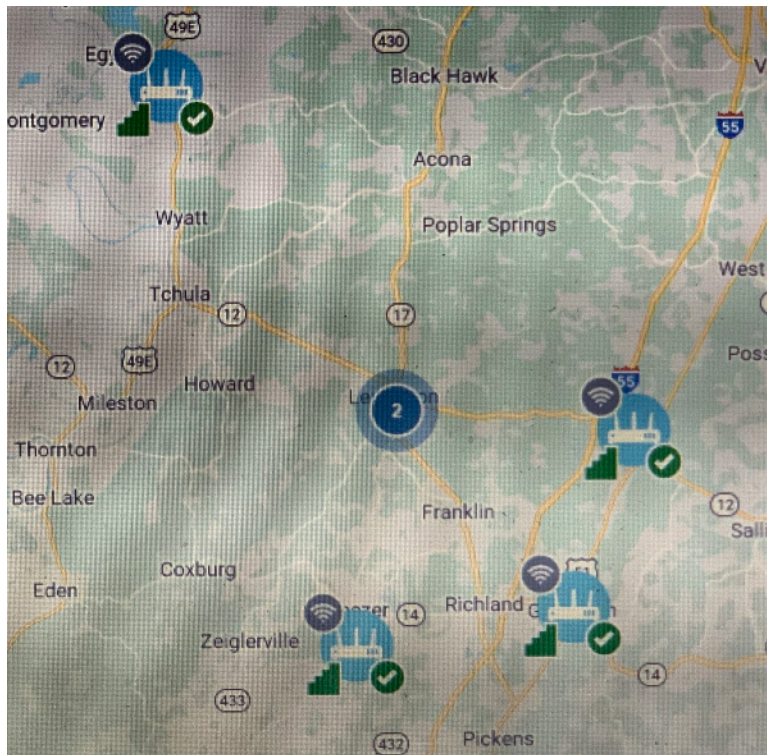 49E
430
Black Hawk
ontgomery
55
Acona
Wyatt
Poplar Springs
West
Tchula
12
17
49E
12
Poss
55
Howard
Mileston
2
Thornton
Bee Lake
Franklin
12
Salli
Coxburg
Eden
Richland
14
Zeiglerville
14
433
432
Pickens